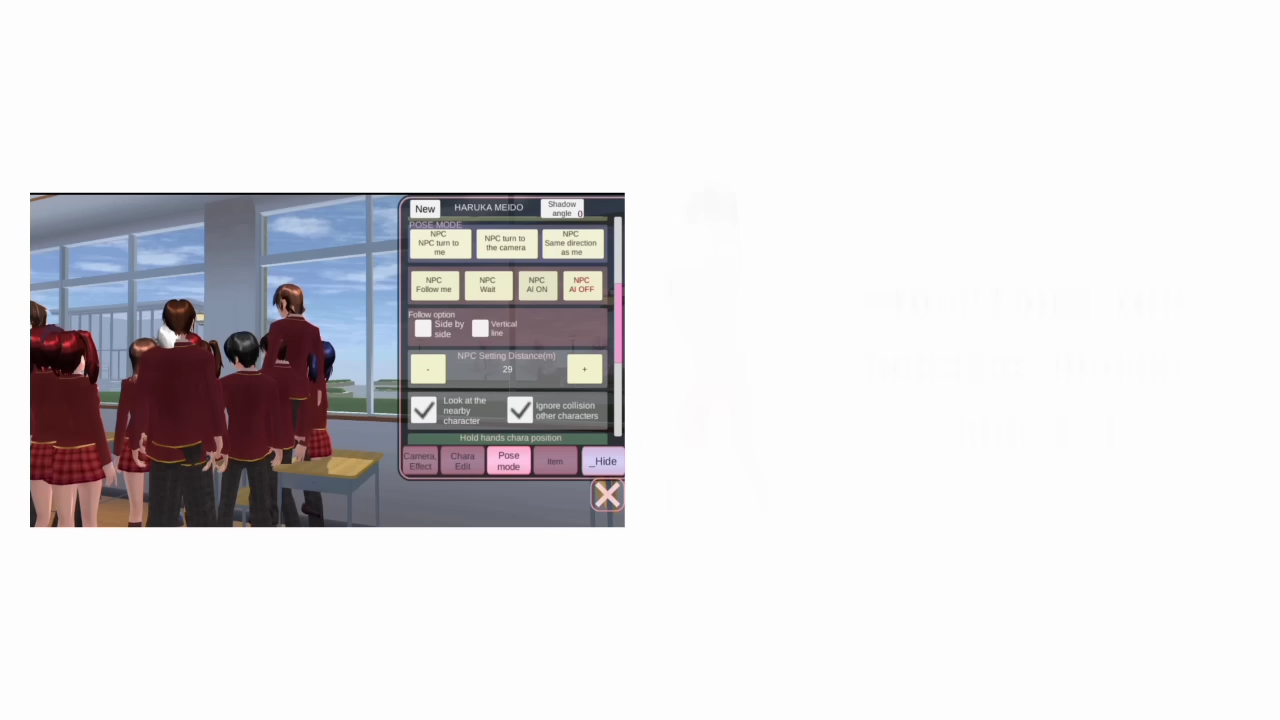 New
HARUKA MEIDO
Shadow
angle 0
POSE MODE
NPC
NPC turn to
me
NPC turn to
the camera
NPC
Same direction
as me
NPC
Follow me
NPC
Wait
NPC
AI ON
NPC
AI OFF
Follow option
Side by
side
Vertical
line
-
NPC Setting Distance(m)
29
+
Look at the
nearby
character
Ignore collision
other characters
Hold hands chara position
Camera,
Effect
Chara
Edit
Pose
mode
Item
_Hide